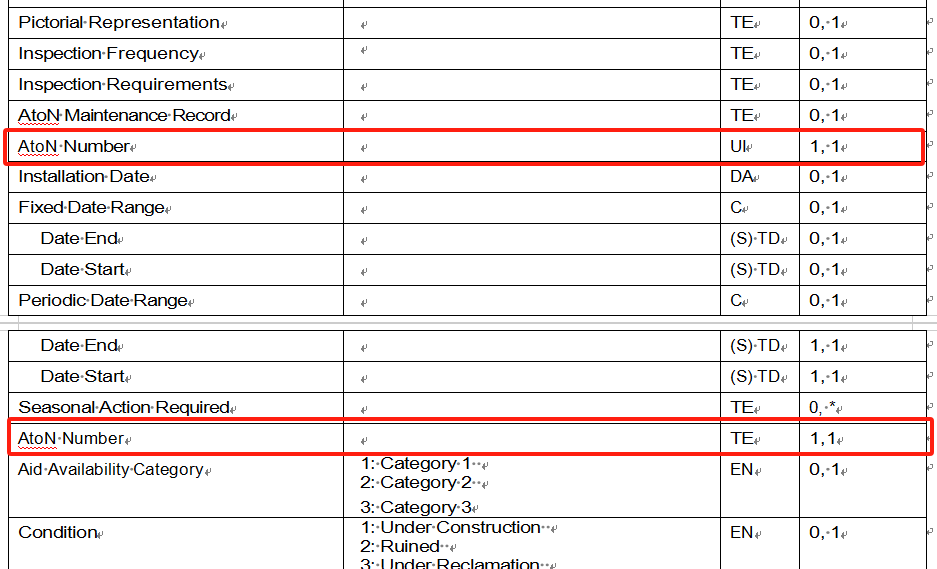 Pictorial Representation TE 0, 1
Inspection Frequency TE 0, 1
Inspection Requirements TE 0, 1
AtoN Maintenance Record TE 0, 1
AtoN Number UI 1, 1
Installation Date DA 0, 1
Fixed Date Range C 0, 1
Date End (S) TD 0, 1
Date Start (S) TD 0, 1
Periodic Date Range C 0, 1
Date End (S) TD 1, 1
Date Start (S) TD 1, 1
Seasonal Action Required TE 0, *
AtoN Number TE 1,1
Aid Availability Category EN 0, 1
1: Category 1
2: Category 2
3: Category 3
Condition EN 0, 1
1: Under Construction
2: Ruined
3: Under Reclamation